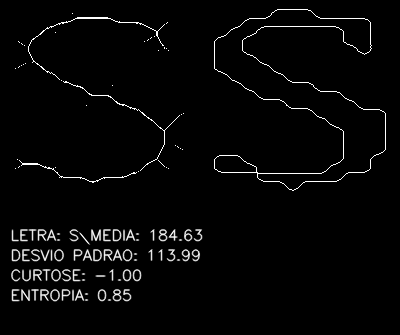 S S
LETRA: S\MEDIA: 184.63
DESVIO PADRAO: 113.99
CURTOSE: -1.00
ENTROPIA: 0.85